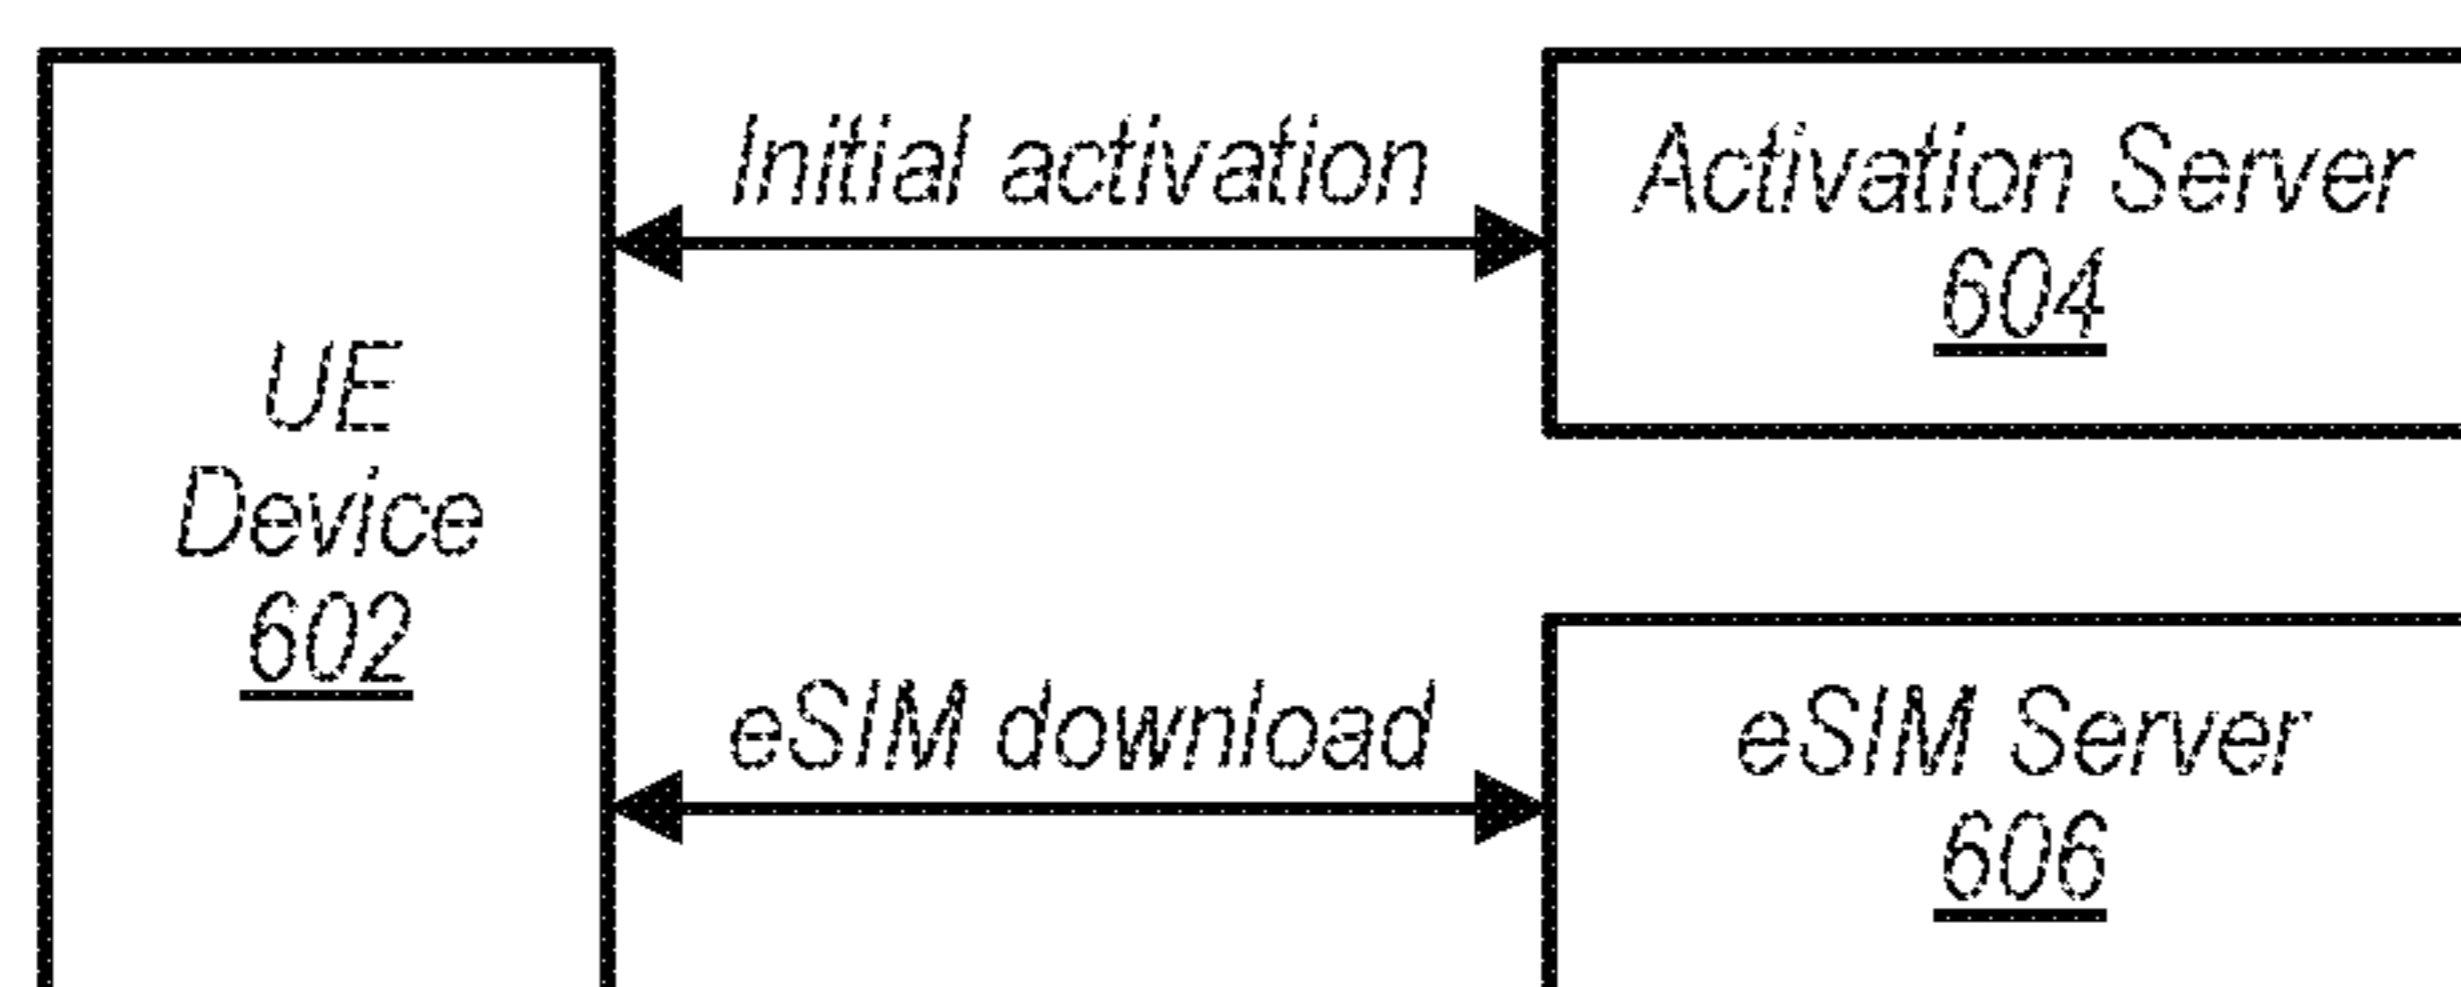 UE
Device
602
Initial activation
Activation Server
604
eSIM download
eSIM Server
606